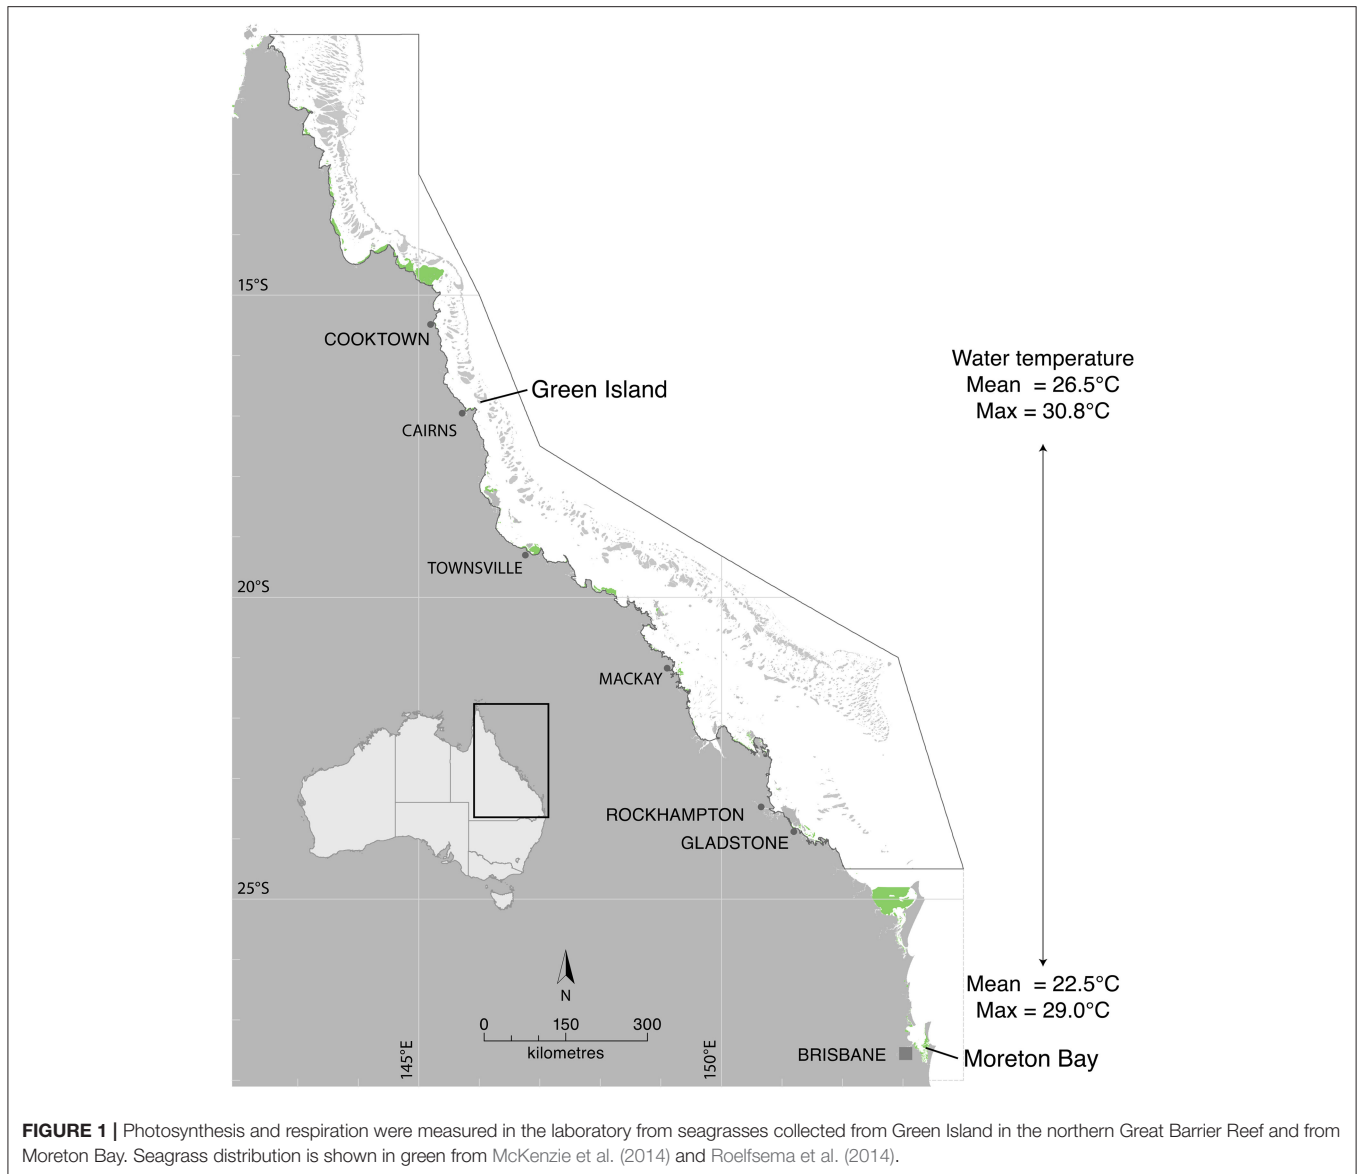 15°S
COOKTOWN
Water temperature
Mean = 26.5°C
Max = 30.8°C
Green Island
CAIRNS
TOWNSVILLE
20°S
MACKAY
ROCKHAMPTON
GLADSTONE
25°S
N
0 150 300
kilometres
145°E
150°E
Mean = 22.5°C
Max = 29.0°C
BRISBANE
Moreton Bay
FIGURE 1 | Photosynthesis and respiration were measured in the laboratory from seagrasses collected from Green Island in the northern Great Barrier Reef and from
Moreton Bay. Seagrass distribution is shown in green from McKenzie et al. (2014) and Roelfsema et al. (2014).